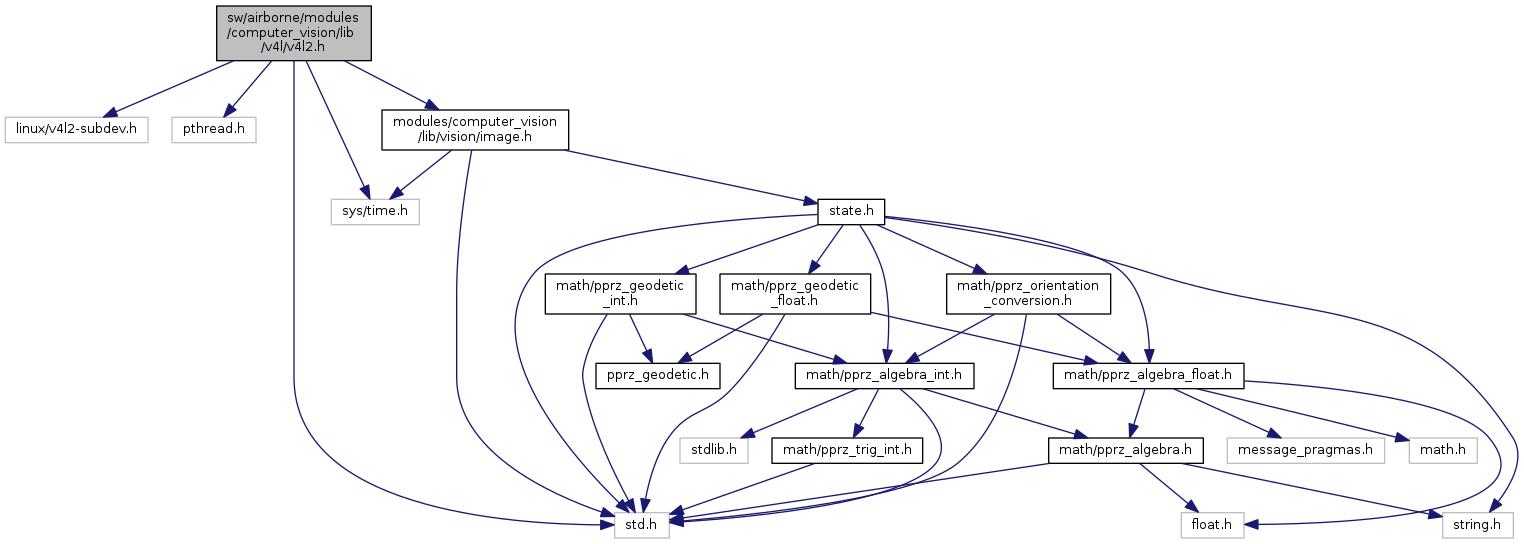 sw/airborne/modules
/computer_vision/lib
/v4l/v4l2.h
linux/v4l2-subdev.h
pthread.h
modules/computer_vision
/lib/vision/image.h
sys/time.h
state.h
math/pprz_geodetic
_int.h
math/pprz_geodetic
_float.h
math/pprz_orientation
_conversion.h
pprz_geodetic.h
math/pprz_algebra_int.h
math/pprz_algebra_float.h
stdlib.h
math/pprz_trig_int.h
math/pprz_algebra.h
message_pragmas.h
math.h
std.h
float.h
string.h